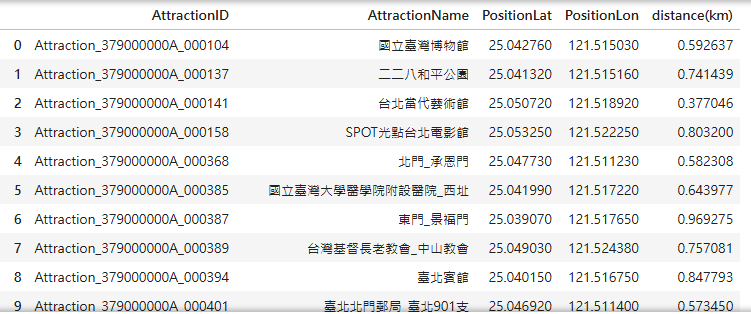 AttractionID AttractionName PositionLat PositionLon distance(km)
0 Attraction_379000000A_000104 國立臺灣博物館 25.042760 121.515030 0.592637
1 Attraction_379000000A_000137 二二八和平公園 25.041320 121.515160 0.741439
2 Attraction_379000000A_000141 台北當代藝術館 25.050720 121.518920 0.377046
3 Attraction_379000000A_000158 SPOT光點台北電影館 25.053250 121.522250 0.803200
4 Attraction_379000000A_000368 北門_承恩門 25.047730 121.511230 0.582308
5 Attraction_379000000A_000385 國立臺灣大學醫學院附設醫院_西址 25.041990 121.517220 0.643977
6 Attraction_379000000A_000387 東門_景福門 25.039070 121.517650 0.969275
7 Attraction_379000000A_000389 台灣基督長老教會_中山教會 25.049030 121.524380 0.757081
8 Attraction_379000000A_000394 臺北賓館 25.040150 121.516750 0.847793
9 Attraction_379000000A_000401 臺北北門郵局_臺北901支 25.046920 121.511400 0.573450